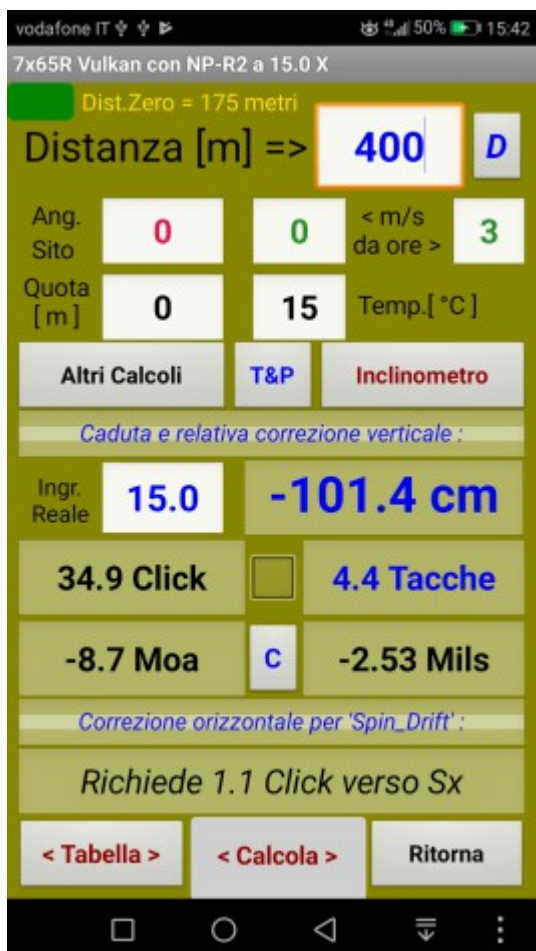 vodafone IT 4G 50% 15:42
7x65R Vulkan con NP-R2 a 15.0 X
Dist.Zero = 175 metri
Distanza [m] => 400 D
Ang. Sito 0 0 < m/s da ore > 3
Quota [ m ] 0 15 Temp.[ °C ]
Altri Calcoli T&P Inclinometro
Caduta e relativa correzione verticale :
Ingr. Reale 15.0 -101.4 cm
34.9 Click 4.4 Tacche
-8.7 Moa C -2.53 Mils
Correzione orizzontale per 'Spin_Drift' :
Richiede 1.1 Click verso Sx
< Tabella > < Calcola > Ritorna